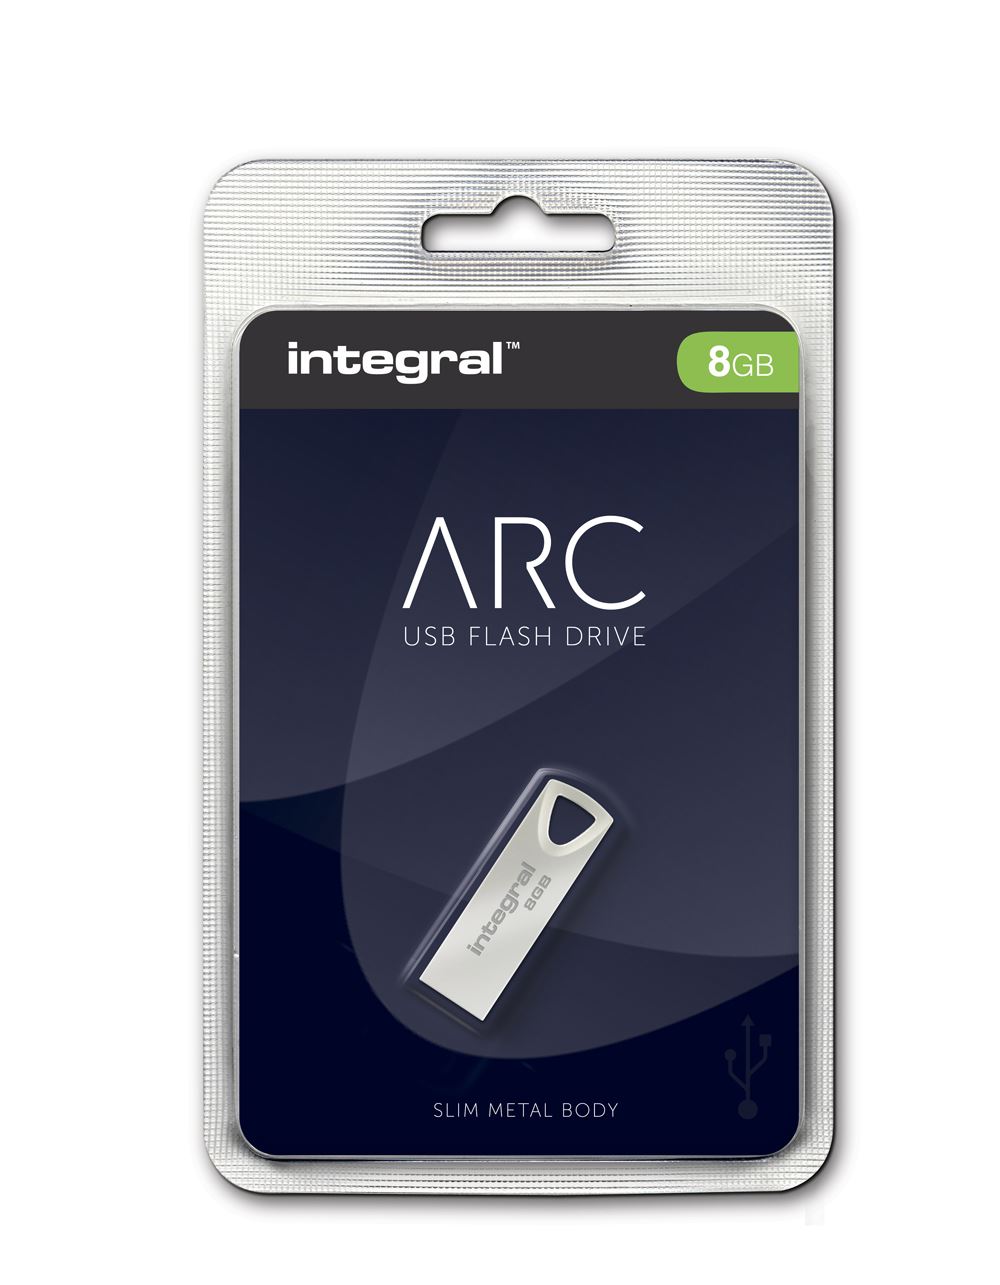 integral™
8GB
ARC
USB FLASH DRIVE
integral
8GB
SLIM METAL BODY